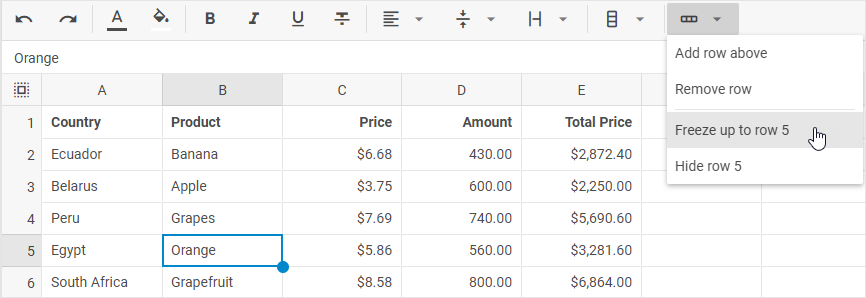 A B I U T
Orange
Add row above
Remove row
Freeze up to row 5
Hide row 5
A B C D E
1 Country Product Price Amount Total Price
2 Ecuador Banana $6.68 430.00 $2,872.40
3 Belarus Apple $3.75 600.00 $2,250.00
4 Peru Grapes $7.69 740.00 $5,690.60
5 Egypt Orange $5.86 560.00 $3,281.60
6 South Africa Grapefruit $8.58 800.00 $6,864.00